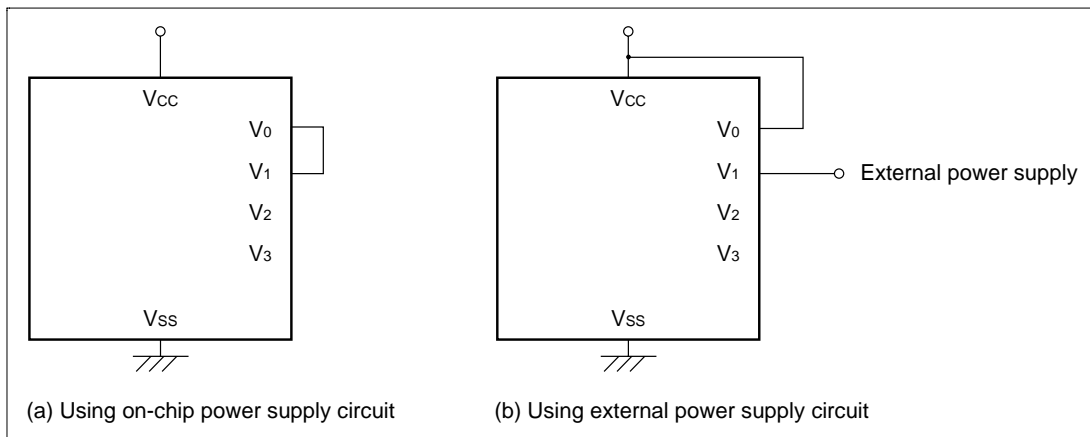 VCC
V0
V1
V2
V3
VSS
(a) Using on-chip power supply circuit
VCC
V0
V1
External power supply
V2
V3
VSS
(b) Using external power supply circuit